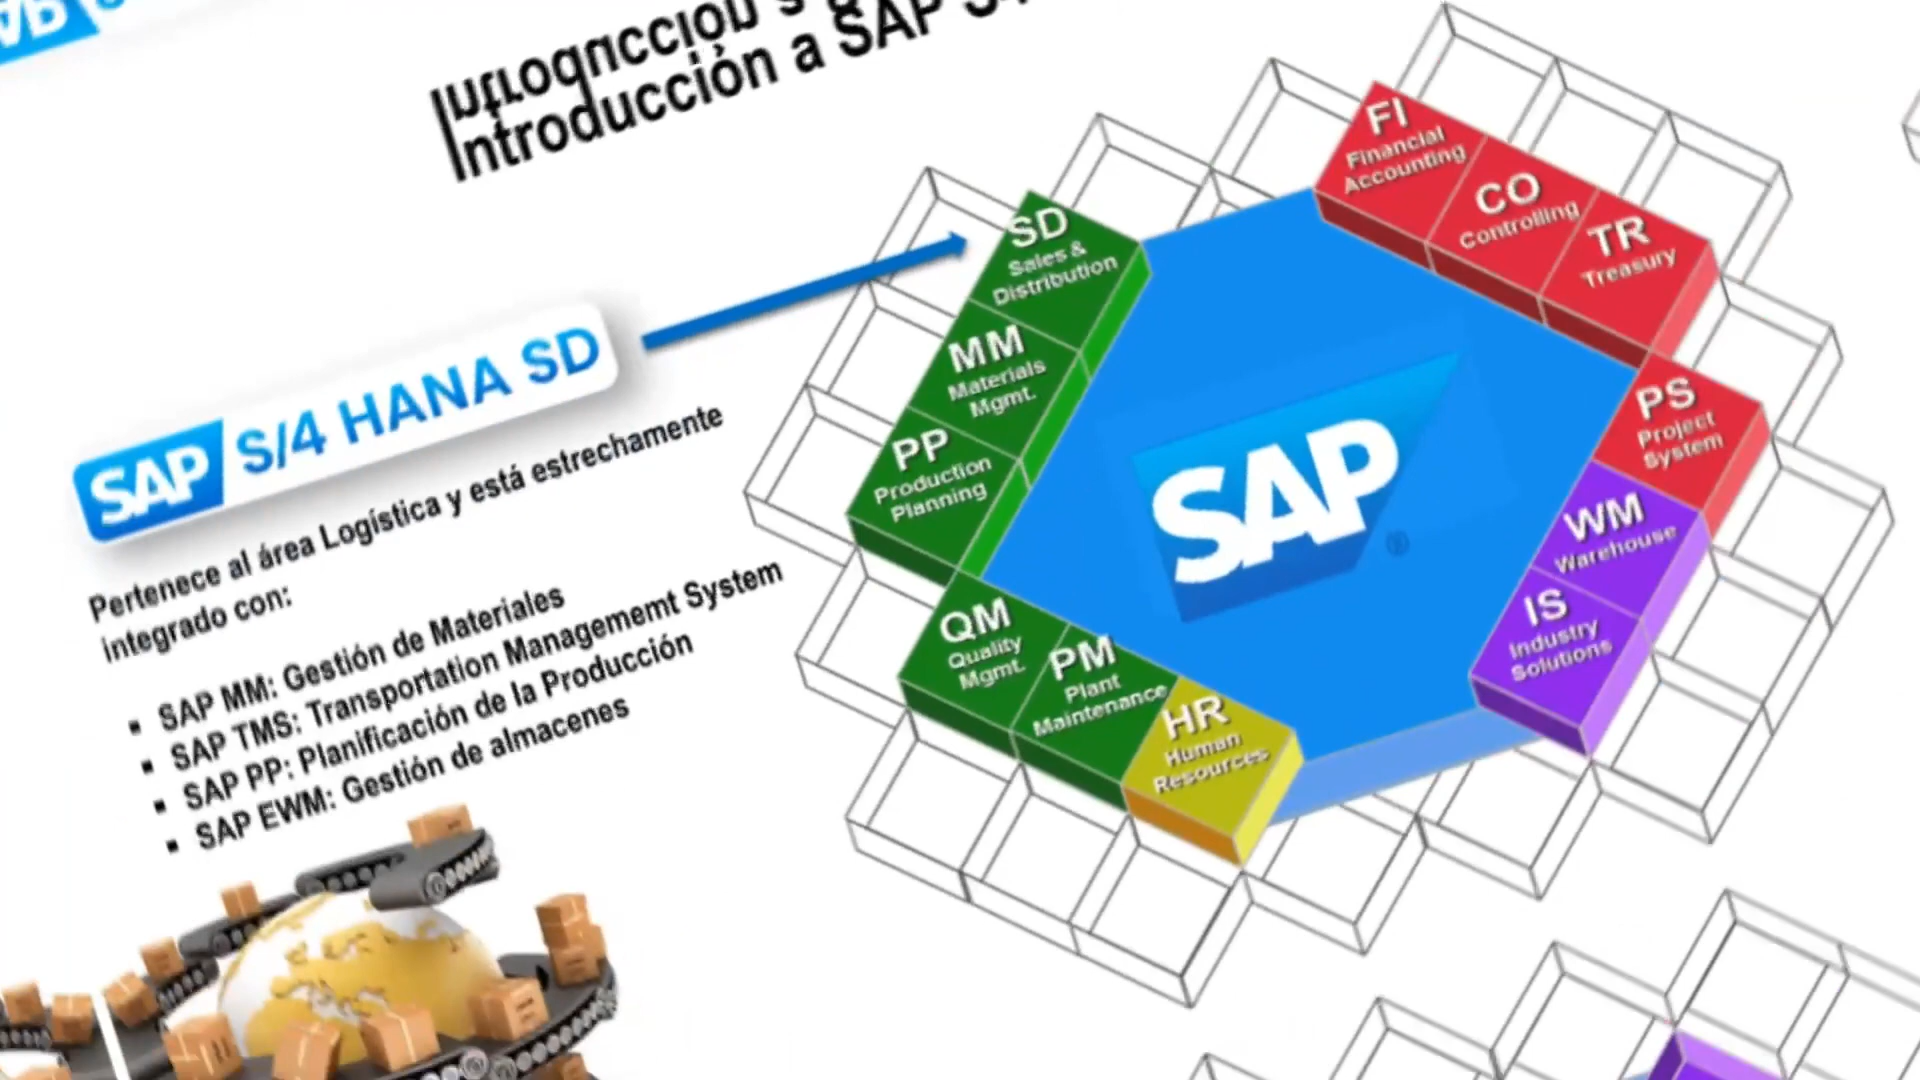 Introducción a SAP
SAP S/4 HANA SD
Pertenece al área Logística y está estrechamente
integrado con:
▪ SAP MM: Gestión de Materiales
▪ SAP TMS: Transportation Managememt System
▪ SAP PP: Planificación de la Producción
▪ SAP EWM: Gestión de almacenes
SD
Sales &
Distribution
MM
Materials
Mgmt.
PP
Production
Planning
QM
Quality
Mgmt.
PM
Plant
Maintenance
HR
Human
Resources
FI
Financial
Accounting
CO
Controlling
TR
Treasury
PS
Project
System
WM
Warehouse
IS
Industry
Solutions
SAP ®